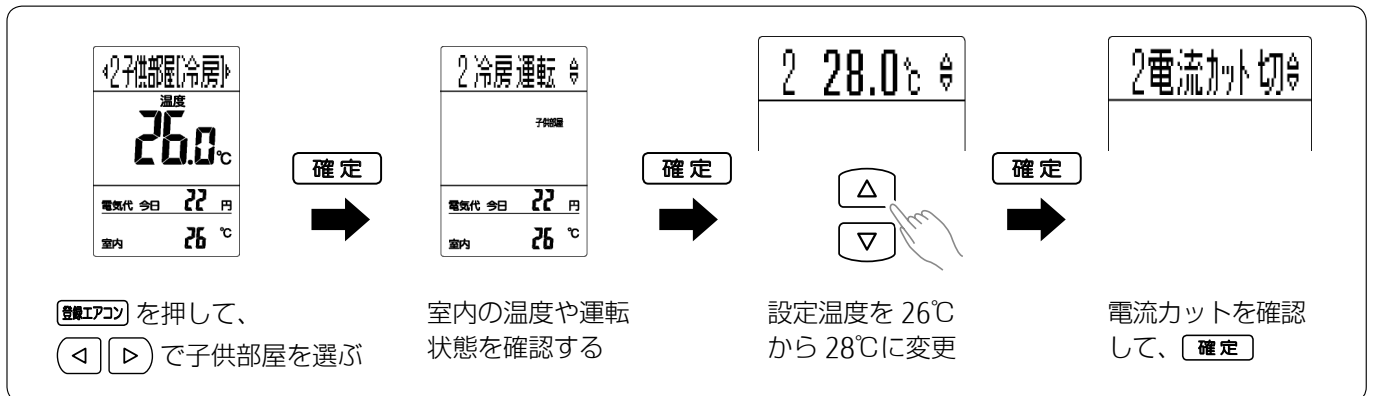 2子供部屋[冷房]
温度
26.0℃
電気代 今日 22 円
室内 26 ℃
登録エアコン を押して、
で子供部屋を選ぶ
確定
2 冷房運転
子供部屋
電気代 今日 22 円
室内 26 ℃
室内の温度や運転
状態を確認する
確定
2 28.0℃
設定温度を 26℃
から 28℃に変更
確定
2電流カット 切
電流カットを確認
して、確定